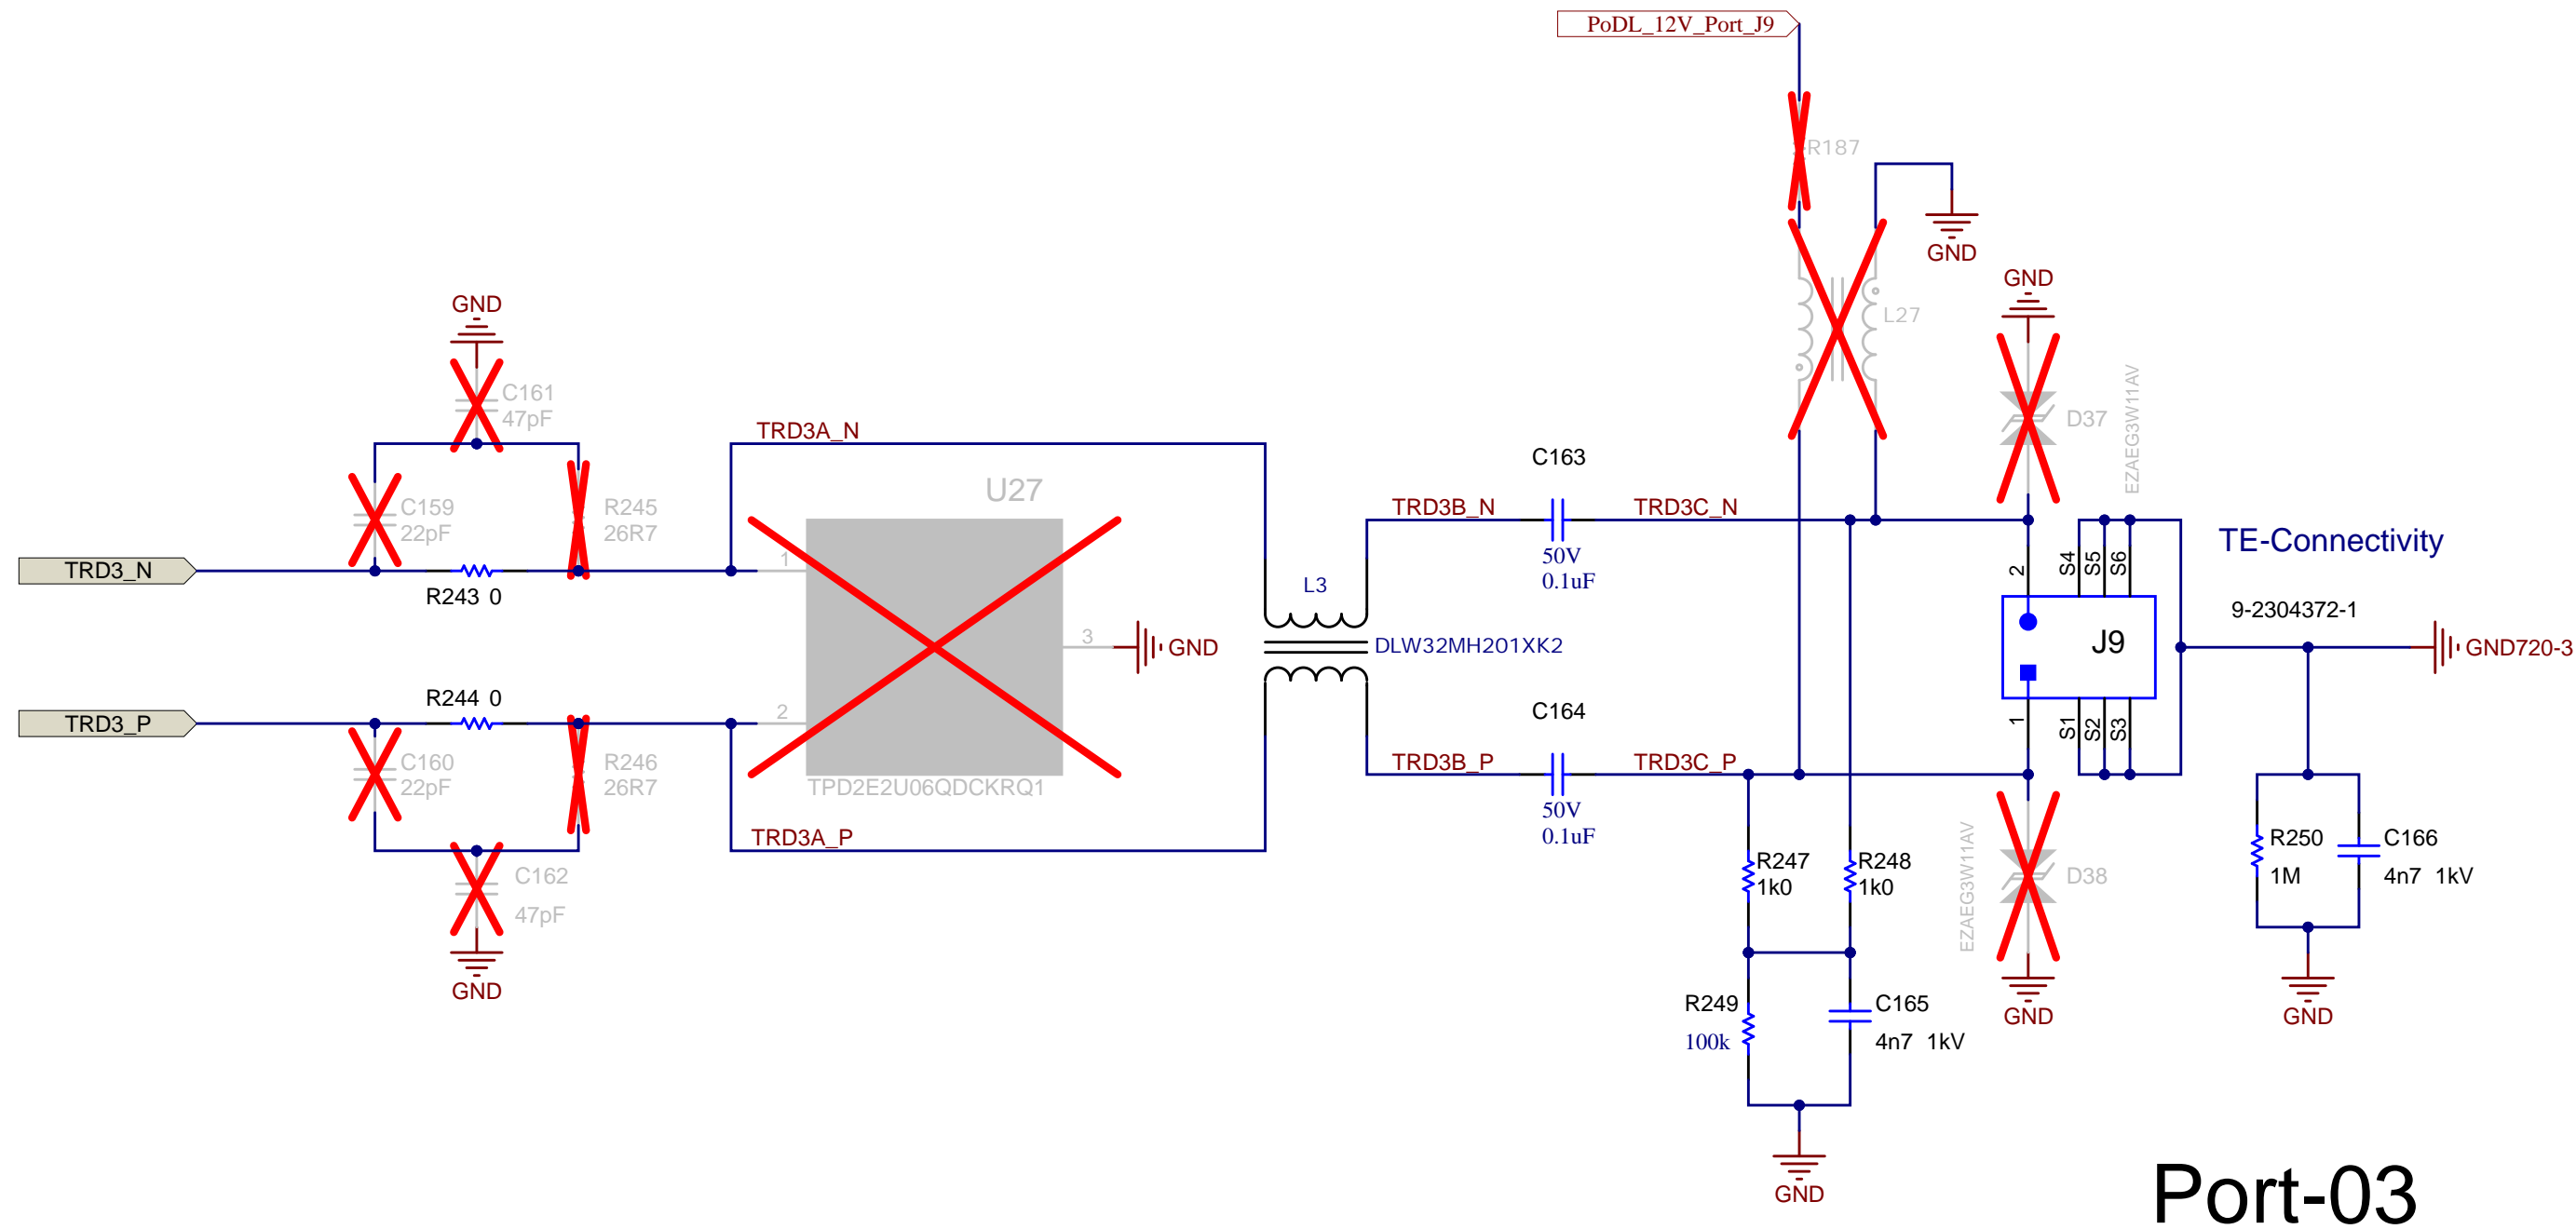 PoDL_12V_Port_J9
R187
GND
L27
GND
D37
EZAEG3W11AV
GND
C161
47pF
TRD3A_N
C163
TRD3B_N
TRD3C_N
50V
0.1uF
C159
22pF
R245
26R7
U27
TRD3_N
R243 0
1
3
GND
L3
DLW32MH201XK2
2
S4
S5
S6
TE-Connectivity
9-2304372-1
J9
GND720-3
R244 0
TRD3_P
2
C164
1
S1
S2
S3
C160
22pF
R246
26R7
TPD2E2U06QDCKRQ1
TRD3A_P
TRD3B_P
TRD3C_P
50V
0.1uF
C162
47pF
GND
R247
1k0
R248
1k0
EZAEG3W11AV
D38
R250
1M
C166
4n7 1kV
R249
100k
C165
4n7 1kV
GND
GND
GND
Port-03